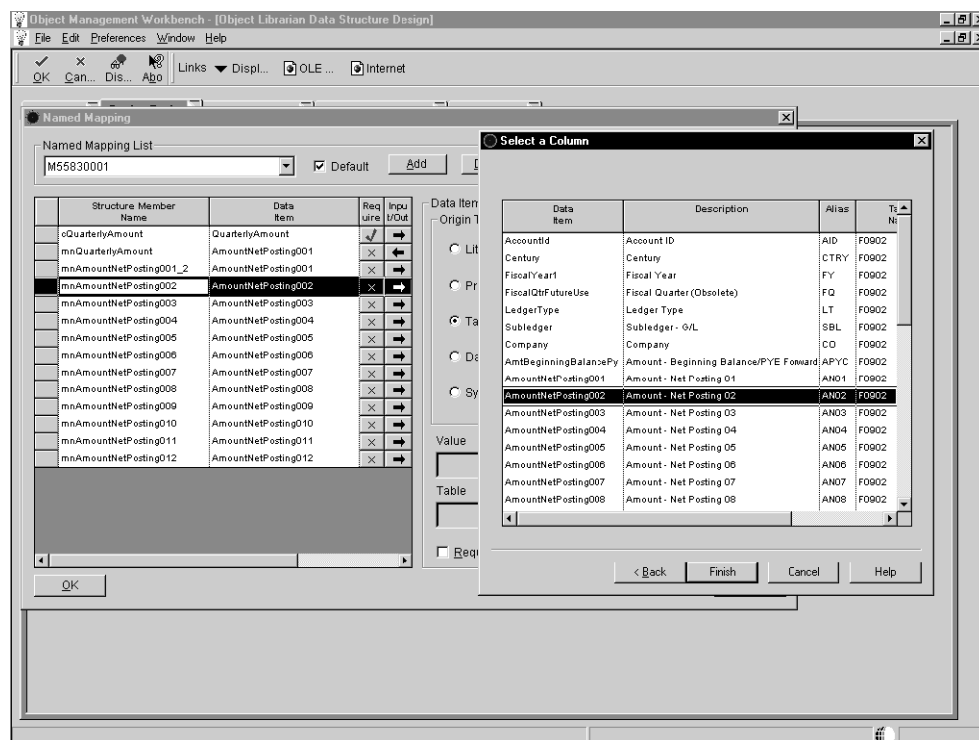 Object Management Workbench - [Object Librarian Data Structure Design]
File Edit Preferences Window Help
OK Can... Dis... Abo Links Displ... OLE ... Internet
Named Mapping
Named Mapping List
M55830001 Default Add
Structure Member Name Data Item Req uire Inpu t/Out
cQuarterlyAmount QuarterlyAmount
mnQuarterlyAmount AmountNetPosting001
mnAmountNetPosting001_2 AmountNetPosting001
mnAmountNetPosting002 AmountNetPosting002
mnAmountNetPosting003 AmountNetPosting003
mnAmountNetPosting004 AmountNetPosting004
mnAmountNetPosting005 AmountNetPosting005
mnAmountNetPosting006 AmountNetPosting006
mnAmountNetPosting007 AmountNetPosting007
mnAmountNetPosting008 AmountNetPosting008
mnAmountNetPosting009 AmountNetPosting009
mnAmountNetPosting010 AmountNetPosting010
mnAmountNetPosting011 AmountNetPosting011
mnAmountNetPosting012 AmountNetPosting012
OK
Data Item
Origin T
Lit
Pr
Ta
Da
Sy
Value
Table
Requ
Select a Column
Data Item Description Alias Ta Na
AccountId Account ID AID F0902
Century Century CTRY F0902
FiscalYear1 Fiscal Year FY F0902
FiscalQtrFutureUse Fiscal Quarter (Obsolete) FQ F0902
LedgerType Ledger Type LT F0902
Subledger Subledger - G/L SBL F0902
Company Company CO F0902
AmtBeginningBalancePy Amount - Beginning Balance/PYE Forward APYC F0902
AmountNetPosting001 Amount - Net Posting 01 AN01 F0902
AmountNetPosting002 Amount - Net Posting 02 AN02 F0902
AmountNetPosting003 Amount - Net Posting 03 AN03 F0902
AmountNetPosting004 Amount - Net Posting 04 AN04 F0902
AmountNetPosting005 Amount - Net Posting 05 AN05 F0902
AmountNetPosting006 Amount - Net Posting 06 AN06 F0902
AmountNetPosting007 Amount - Net Posting 07 AN07 F0902
AmountNetPosting008 Amount - Net Posting 08 AN08 F0902
< Back Finish Cancel Help